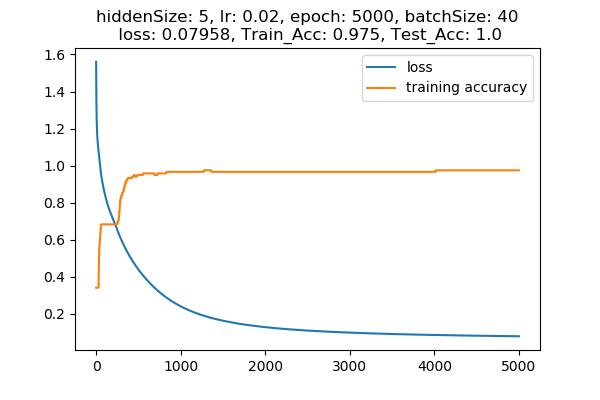 hiddenSize: 5, lr: 0.02, epoch: 5000, batchSize: 40
loss: 0.07958, Train_Acc: 0.975, Test_Acc: 1.0
loss
training accuracy
1.6
1.4
1.2
1.0
0.8
0.6
0.4
0.2
0 1000 2000 3000 4000 5000